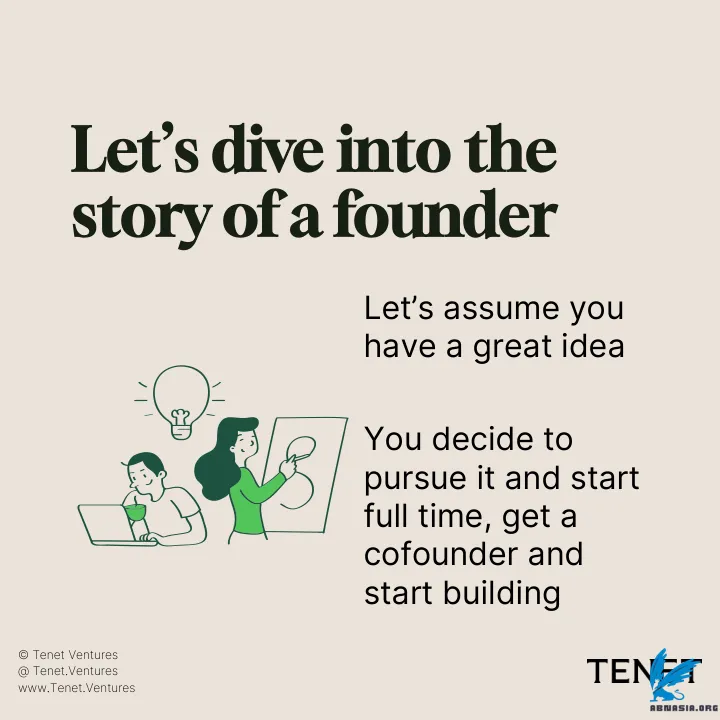 Let’s dive into the
story of a founder
Let’s assume you
have a great idea
You decide to
pursue it and start
full time, get a
cofounder and
start building
© Tenet Ventures
@ Tenet.Ventures
www.Tenet.Ventures
TENET
ABNASIA.ORG